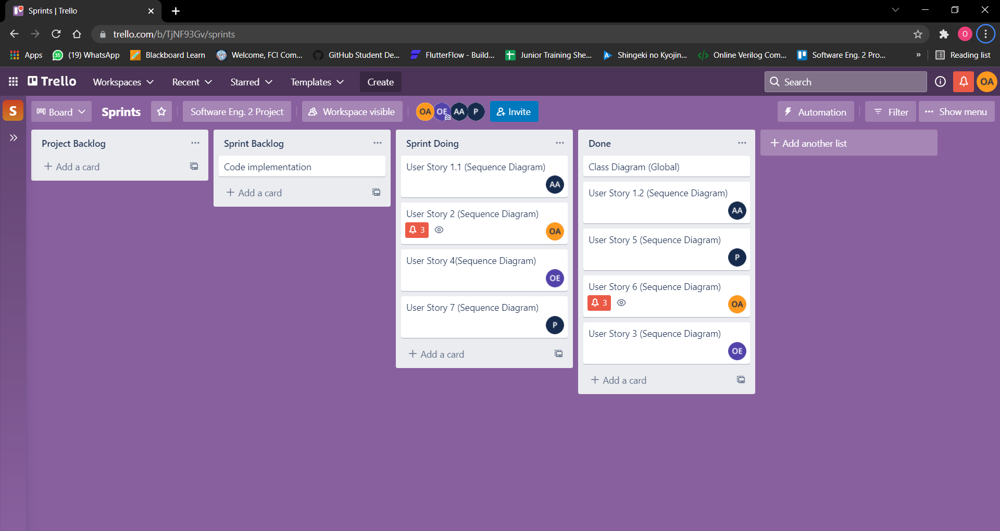 Sprints | Trello
trello.com/b/TjNF93Gv/sprints
O
Apps
35
(19) WhatsApp
Blackboard Learn
Welcome, FCI Com...
GitHub Student De...
FlutterFlow - Build...
Junior Training She...
Shingeki no Kyojin...
Online Verilog Com...
Software Eng. 2 Pro...
»
Reading list
Trello
Workspaces
Recent
Starred
Templates
Create
Search
OA
S
Board
Sprints
Software Eng. 2 Project
Workspace visible
OA
OE
AA
P
Invite
Automation
Filter
Show menu
Project Backlog
+ Add a card
Sprint Backlog
Code implementation
+ Add a card
Sprint Doing
User Story 1.1 (Sequence Diagram)
AA
User Story 2 (Sequence Diagram)
3
OA
User Story 4(Sequence Diagram)
OE
User Story 7 (Sequence Diagram)
P
+ Add a card
Done
Class Diagram (Global)
User Story 1.2 (Sequence Diagram)
AA
User Story 5 (Sequence Diagram)
P
User Story 6 (Sequence Diagram)
3
OA
User Story 3 (Sequence Diagram)
OE
+ Add a card
+ Add another list